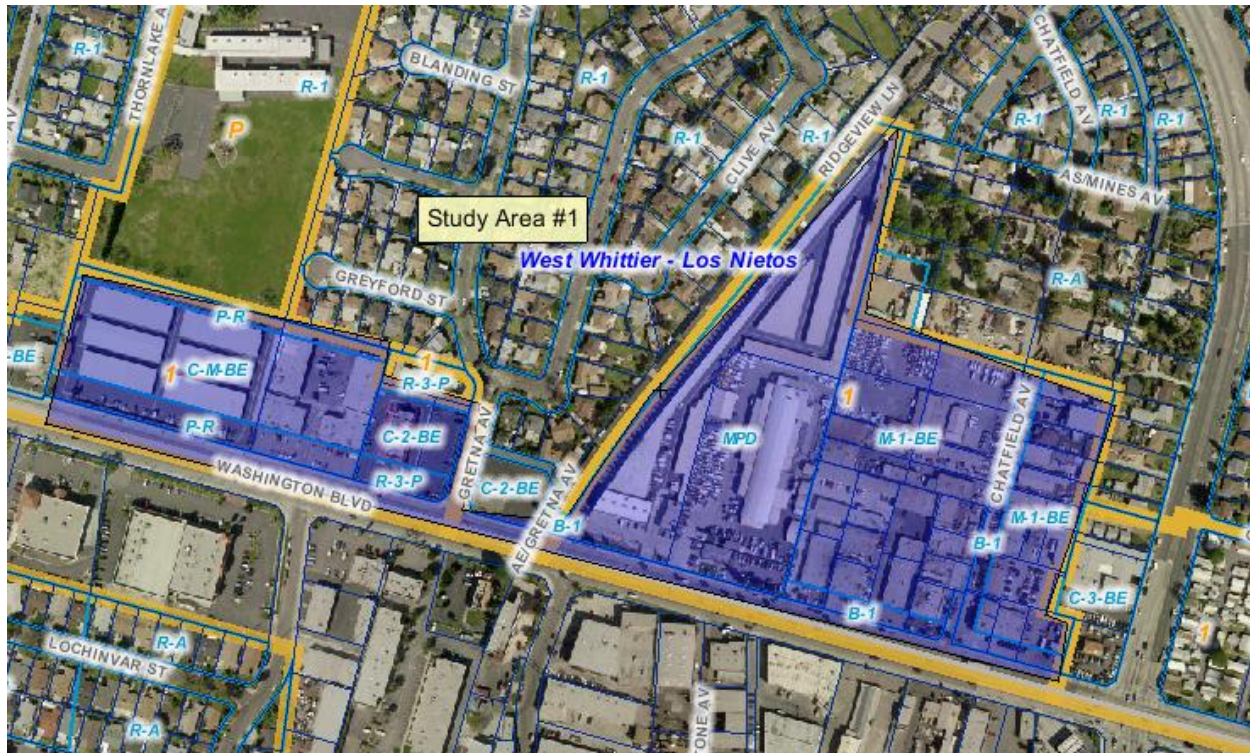 THORNLAKE A
R-1
R-1
P
BLANDING ST
W
R-1
CHATFIELD AV
R-1
R-1
R-1
CLIVE AV
R-1
RIDGEVIEW LN
AS/MINES AV
Study Area #1
West Whittier - Los Nietos
GREYFORD ST
R-A
P-R
-BE
1
C-M-BE
1
R-3-P
P-R
C-2-BE
R-3-P
GRETNA AV
C-2-BE
WASHINGTON BLVD
AE/GRETNA AV
B-1
MPD
1
M-1-BE
CHATFIELD AV
M-1-BE
B-1
B-1
C-3-BE
1
LOCHINVAR ST
R-A
R-A
TONE AV